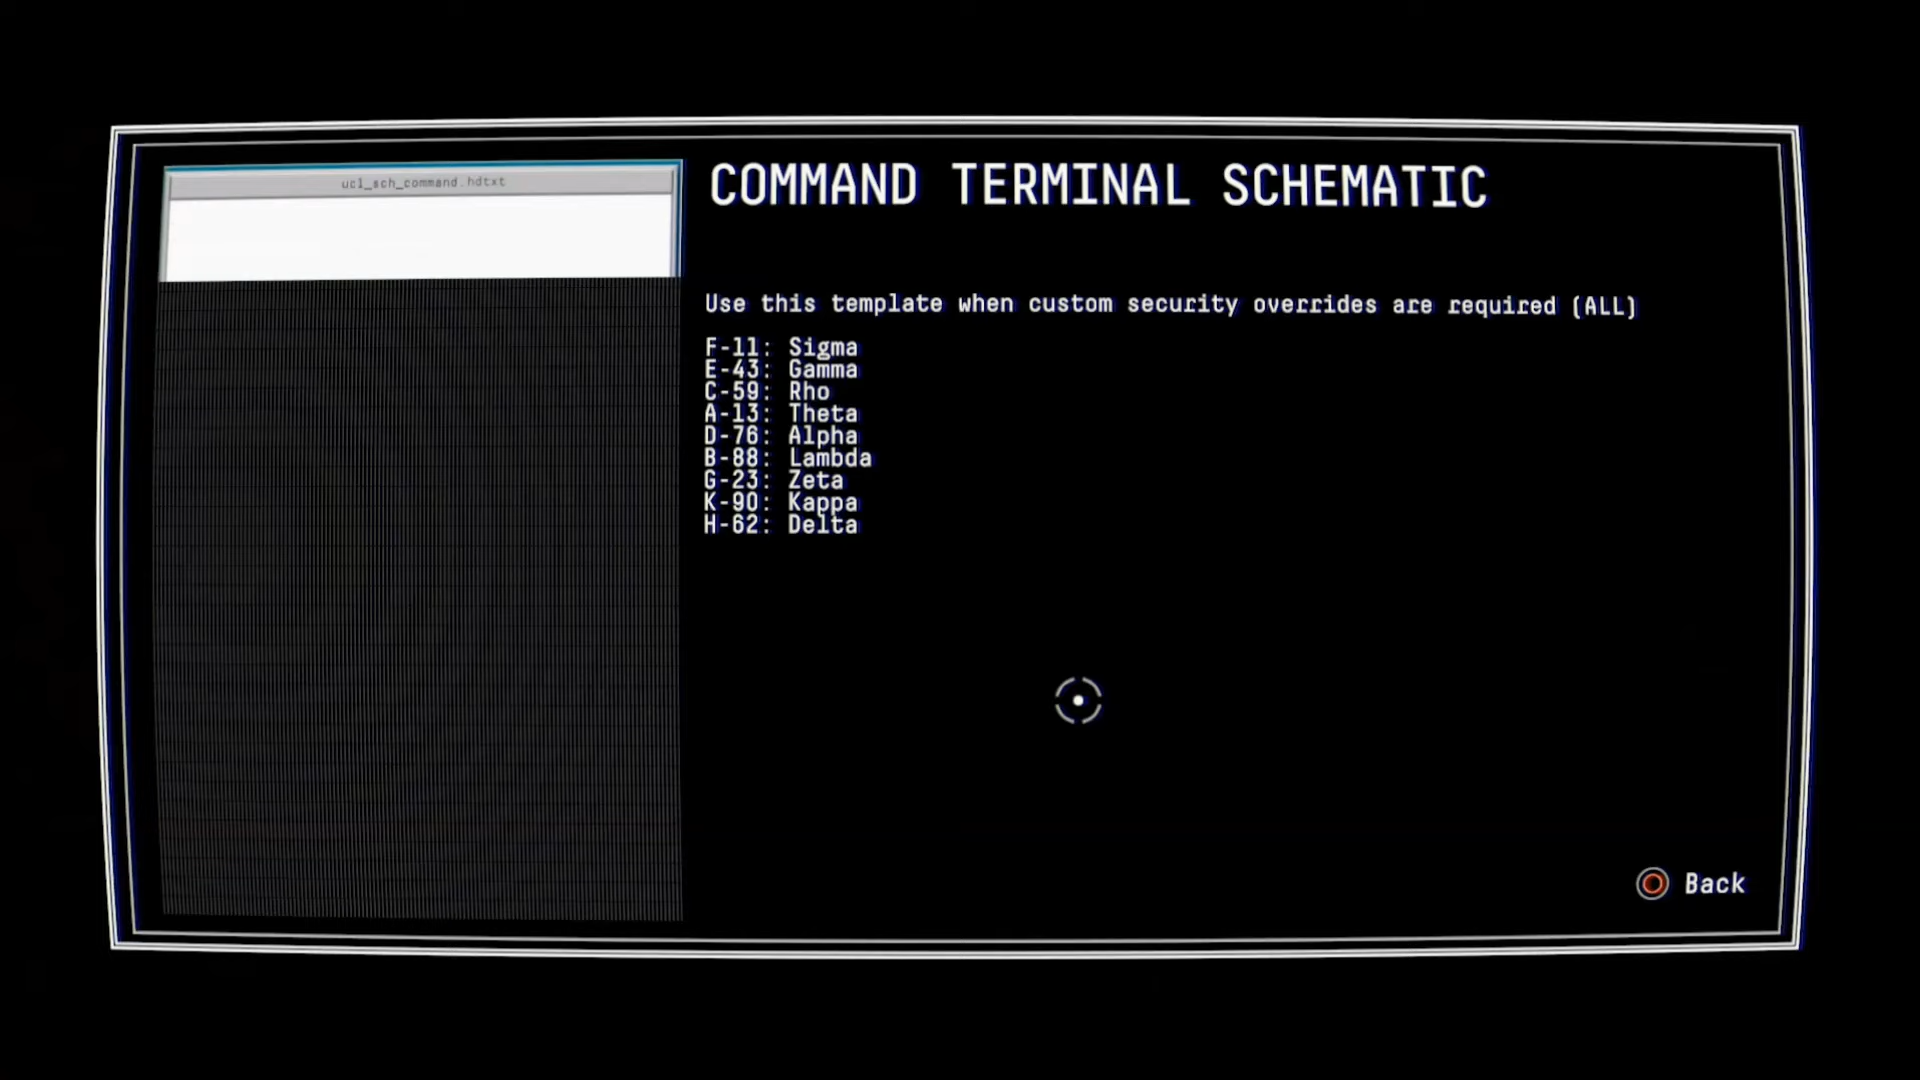 ucl_sch_command.hdtxt
COMMAND TERMINAL SCHEMATIC
Use this template when custom security overrides are required (ALL)
F-11: Sigma
E-43: Gamma
C-59: Rho
A-13: Theta
D-76: Alpha
B-88: Lambda
G-23: Zeta
K-90: Kappa
H-62: Delta
Back